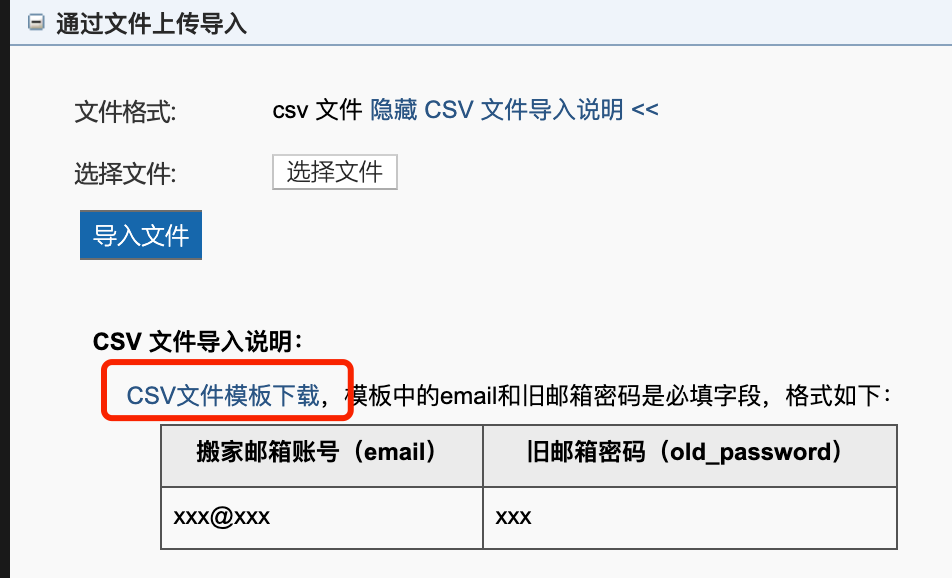 通过文件上传导入
文件格式: csv 文件 隐藏 CSV 文件导入说明 <<
选择文件: 选择文件
导入文件
CSV 文件导入说明：
CSV文件模板下载，模板中的email和旧邮箱密码是必填字段，格式如下：
搬家邮箱账号（email） 旧邮箱密码（old_password）
xxx@xxx xxx